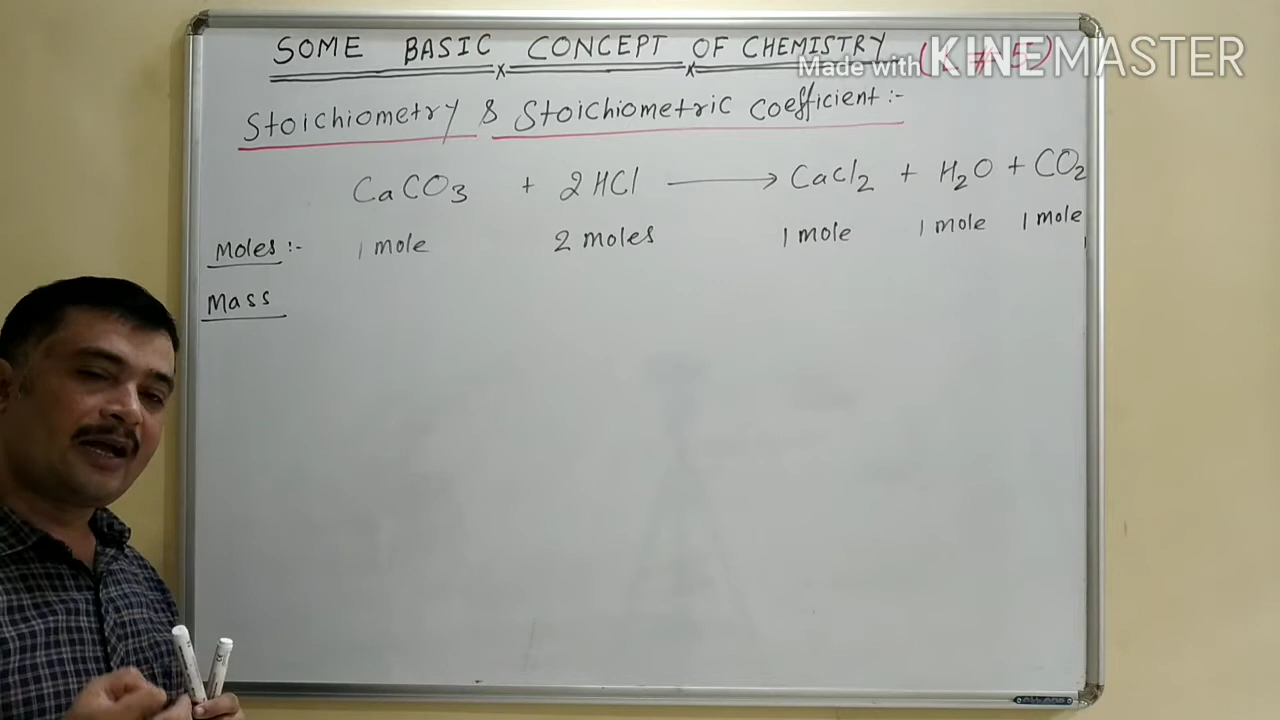 SOME BASIC CONCEPT OF CHEMISTRY
Made with KINEMASTER
Stoichiometry & Stoichiometric Coefficient :-
CaCO3 + 2HCl ⟶ CaCl2 + H2O + CO2
Moles :- 1 mole 2 moles 1 mole 1 mole 1 mole
Mass